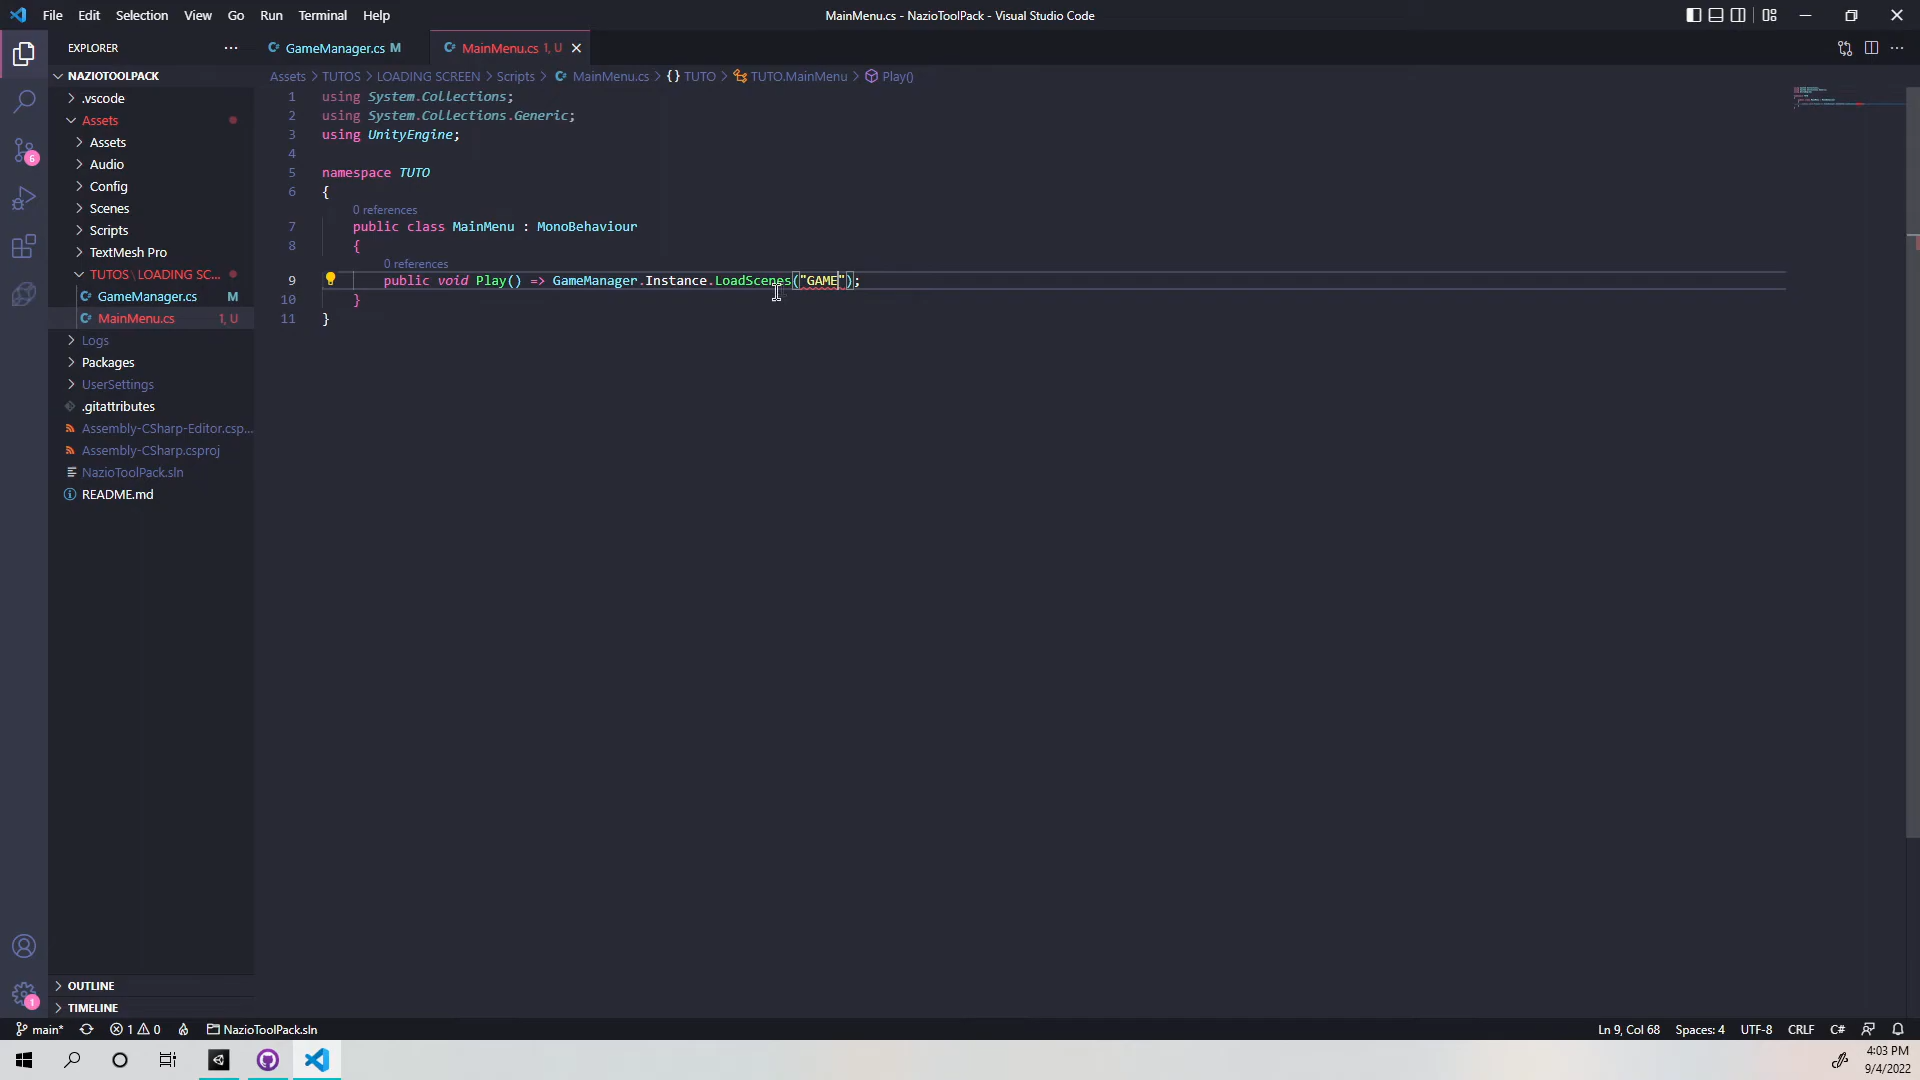 File Edit Selection View Go Run Terminal Help
MainMenu.cs - NazioToolPack - Visual Studio Code
EXPLORER
GameManager.cs M
MainMenu.cs 1, U
NAZIOTOOLPACK
.vscode
Assets
Assets
Audio
Config
Scenes
Scripts
TextMesh Pro
TUTOS \ LOADING SC...
GameManager.cs M
MainMenu.cs 1, U
Logs
Packages
UserSettings
.gitattributes
Assembly-CSharp-Editor.csp...
Assembly-CSharp.csproj
NazioToolPack.sln
README.md
OUTLINE
TIMELINE
6
1
Assets > TUTOS > LOADING SCREEN > Scripts > MainMenu.cs > {} TUTO > TUTO.MainMenu > Play()
1 using System.Collections;
2 using System.Collections.Generic;
3 using UnityEngine;
4
5 namespace TUTO
6 {
0 references
7 public class MainMenu : MonoBehaviour
8 {
0 references
9 public void Play() => GameManager.Instance.LoadScenes("GAME");
10 }
11 }
main* 1 0 NazioToolPack.sln
Ln 9, Col 68 Spaces: 4 UTF-8 CRLF C#
4:03 PM
9/4/2022